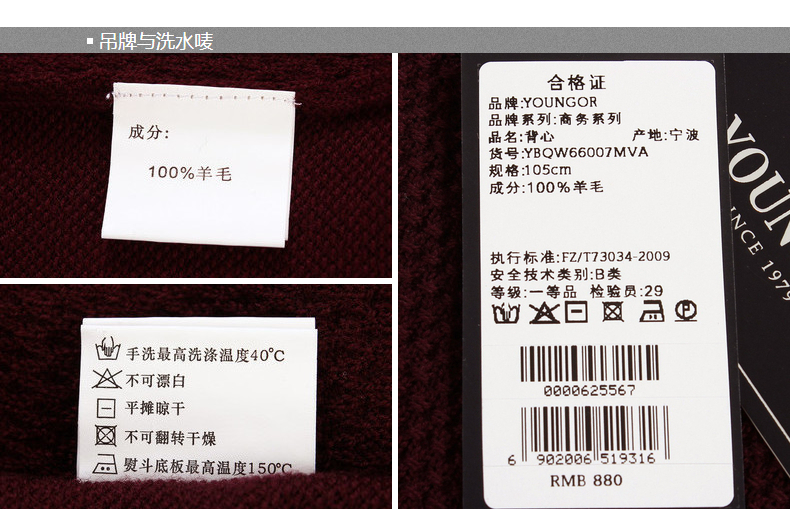 吊牌与洗水唛
成分:
100%羊毛
手洗最高洗涤温度40℃
不可漂白
平摊晾干
不可翻转干燥
熨斗底板最高温度150℃
合格证
品牌:YOUNGOR
品牌系列:商务系列
品名:背心 产地:宁波
货号:YBQW66007MVA
规格:105cm
成分:100%羊毛
执行标准:FZ/T73034-2009
安全技术类别:B类
等级:一等品 检验员:29
0000625567
6 902006 519316
RMB 880
YOUN
INCE 1979